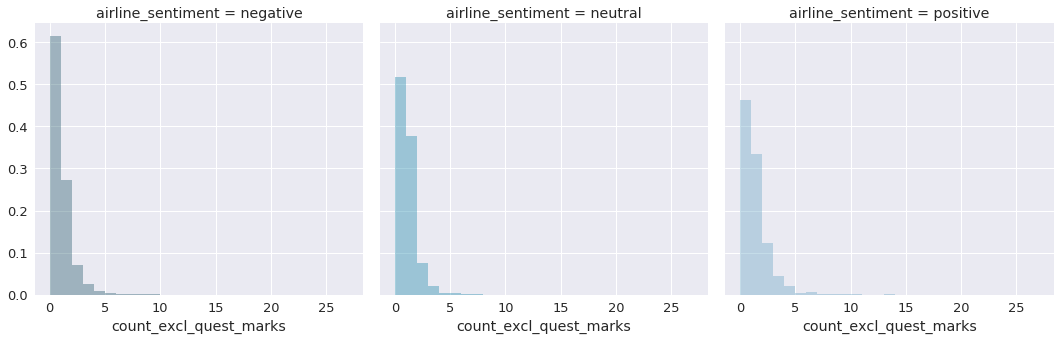 airline_sentiment = negative
airline_sentiment = neutral
airline_sentiment = positive
0.6
0.5
0.4
0.3
0.2
0.1
0.0
0 5 10 15 20 25
0 5 10 15 20 25
0 5 10 15 20 25
count_excl_quest_marks
count_excl_quest_marks
count_excl_quest_marks